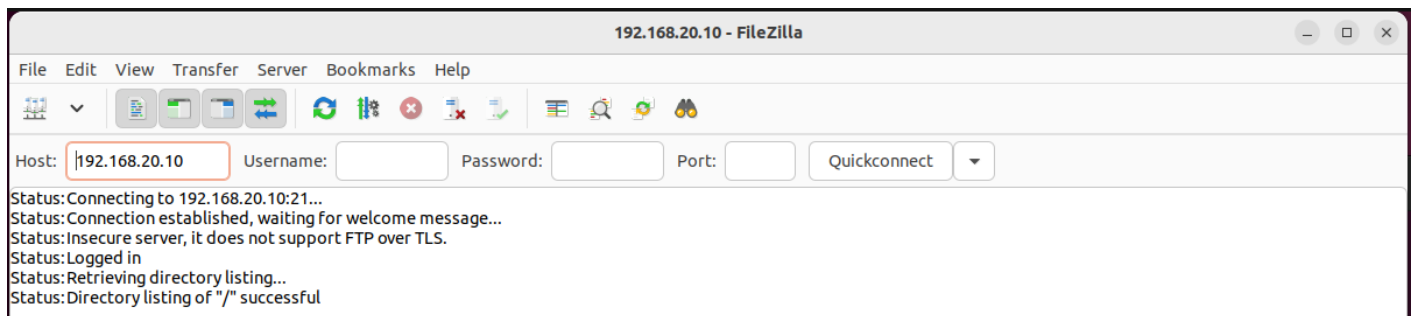 192.168.20.10 - FileZilla
File Edit View Transfer Server Bookmarks Help
Host: 192.168.20.10 Username: Password: Port: Quickconnect
Status:Connecting to 192.168.20.10:21...
Status:Connection established, waiting for welcome message...
Status:Insecure server, it does not support FTP over TLS.
Status:Logged in
Status:Retrieving directory listing...
Status:Directory listing of "/" successful